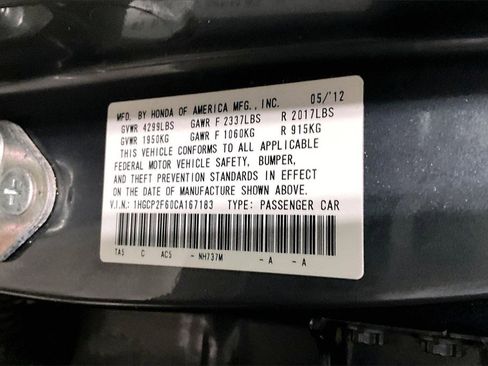 MFD. BY HONDA OF AMERICA MFG., INC. 05/'12
GVWR 4299LBS GAWR F 2337LBS R 2017LBS
GVWR 1950KG GAWR F 1060KG R 915KG
THIS VEHICLE CONFORMS TO ALL APPLICABLE
FEDERAL MOTOR VEHICLE SAFETY, BUMPER,
AND THEFT PREVENTION STANDARDS IN EFFECT
ON THE DATE OF MANUFACTURE SHOWN ABOVE.
V.I.N.: 1HGCP2F60CA167183 TYPE: PASSENGER CAR
TA5 C AC5 - NH737M - A - A